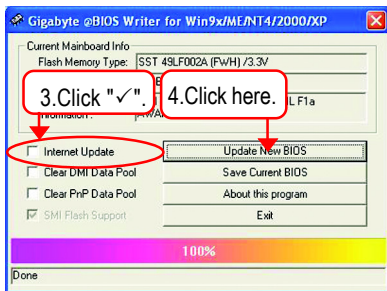 Gigabyte @BIOS Writer for Win9x/ME/NT4/2000/XP
Current Mainboard Info
Flash Memory Type: SST 49LF002A (FWH) /3.3V
3.Click "✓". 4.Click here.
L F1a
Internet Update Update New BIOS
Clear DMI Data Pool Save Current BIOS
Clear PnP Data Pool About this program
SMI Flash Support Exit
100%
Done